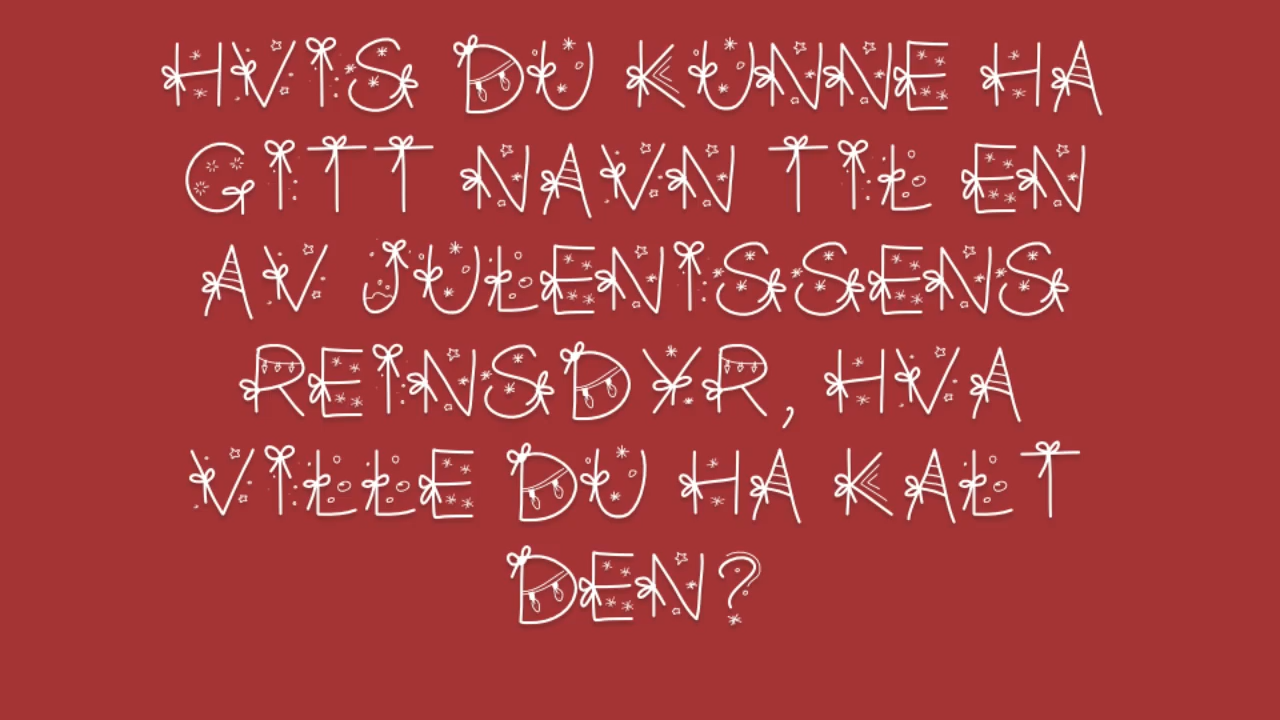 HVIS DU KUNNE HA
GITT NAVN TIL EN
AV JULENISSENS
REINSDYR, HVA
VILLE DU HA KALT
DEN?